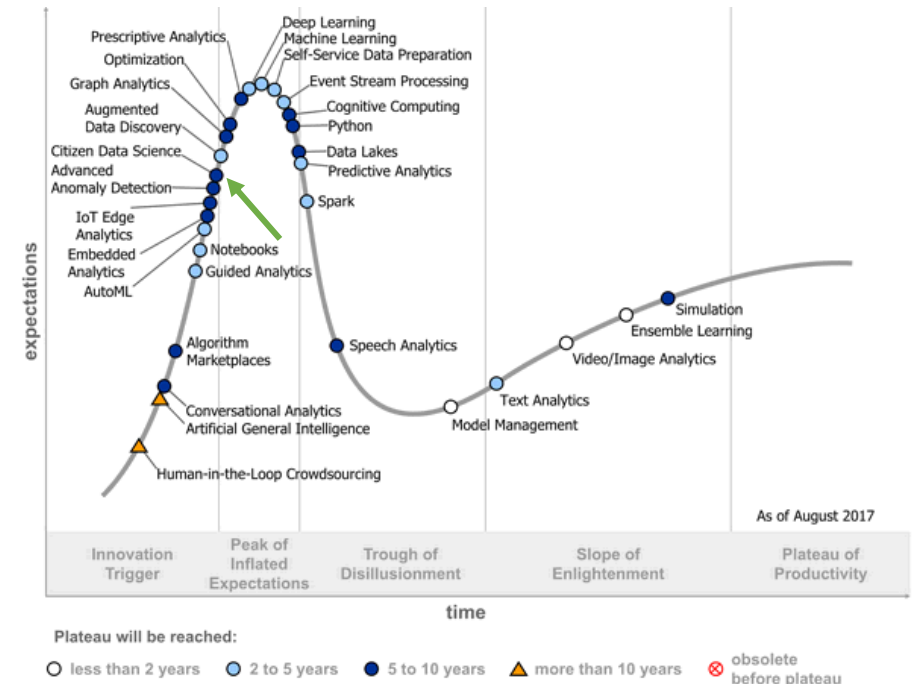 Deep Learning
Prescriptive Analytics
Machine Learning
Optimization
Self-Service Data Preparation
Graph Analytics
Event Stream Processing
Augmented
Data Discovery
Cognitive Computing
Python
Citizen Data Science
Data Lakes
Advanced
Anomaly Detection
Predictive Analytics
IoT Edge
Analytics
Spark
Embedded
Analytics
Notebooks
AutoML
Guided Analytics
expectations
Algorithm
Marketplaces
Speech Analytics
Simulation
Ensemble Learning
Video/Image Analytics
Text Analytics
Model Management
Conversational Analytics
Artificial General Intelligence
Human-in-the-Loop Crowdsourcing
As of August 2017
Innovation
Trigger
Peak of
Inflated
Expectations
Trough of
Disillusionment
Slope of
Enlightenment
Plateau of
Productivity
time
Plateau will be reached:
less than 2 years
2 to 5 years
5 to 10 years
more than 10 years
obsolete
before plateau